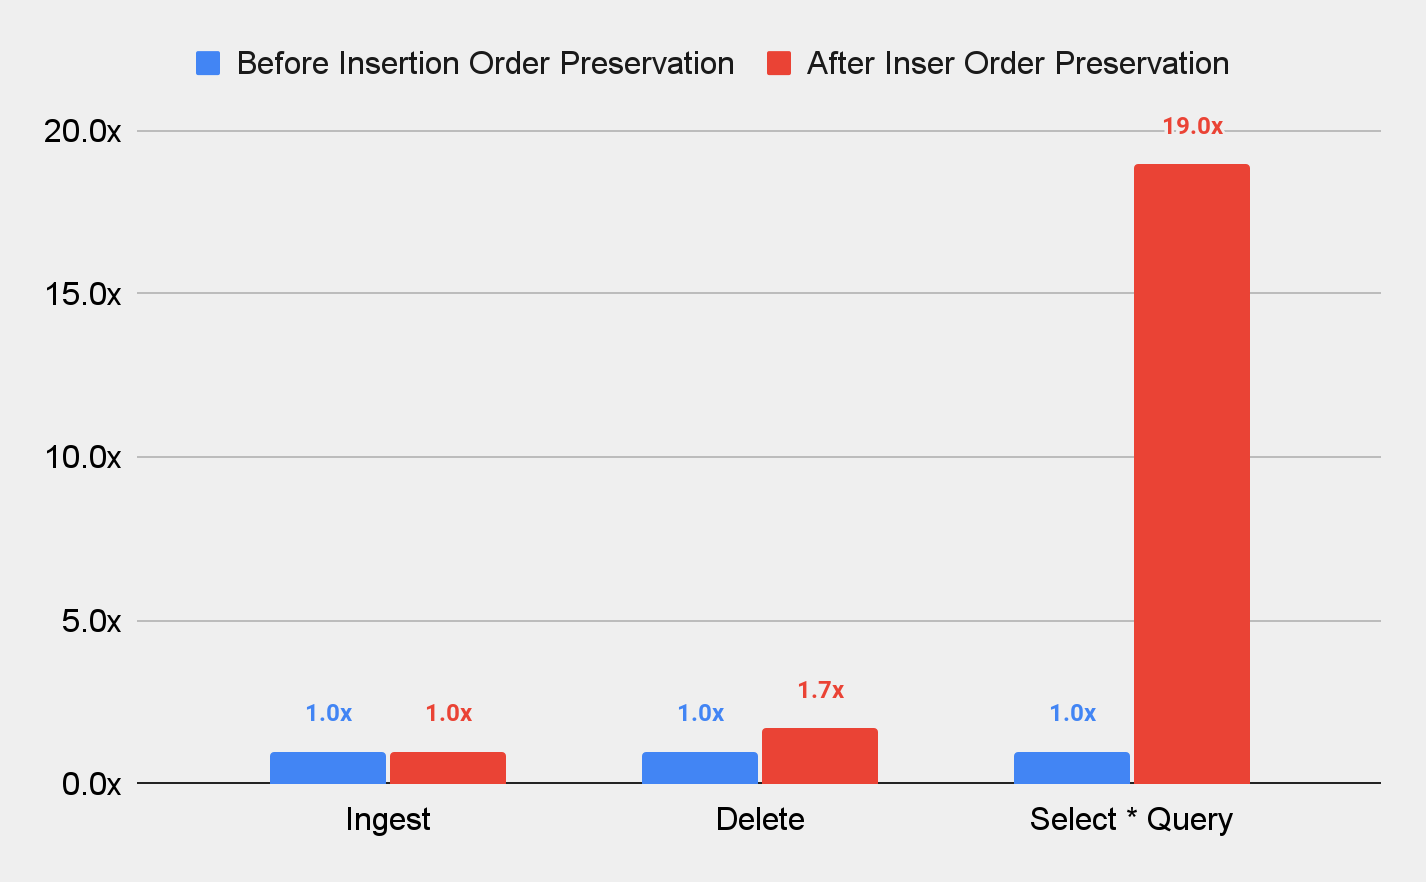 Before Insertion Order Preservation
After Inser Order Preservation
20.0x
19.0x
15.0x
10.0x
5.0x
1.0x
1.0x
1.0x
1.7x
1.0x
0.0x
Ingest
Delete
Select * Query